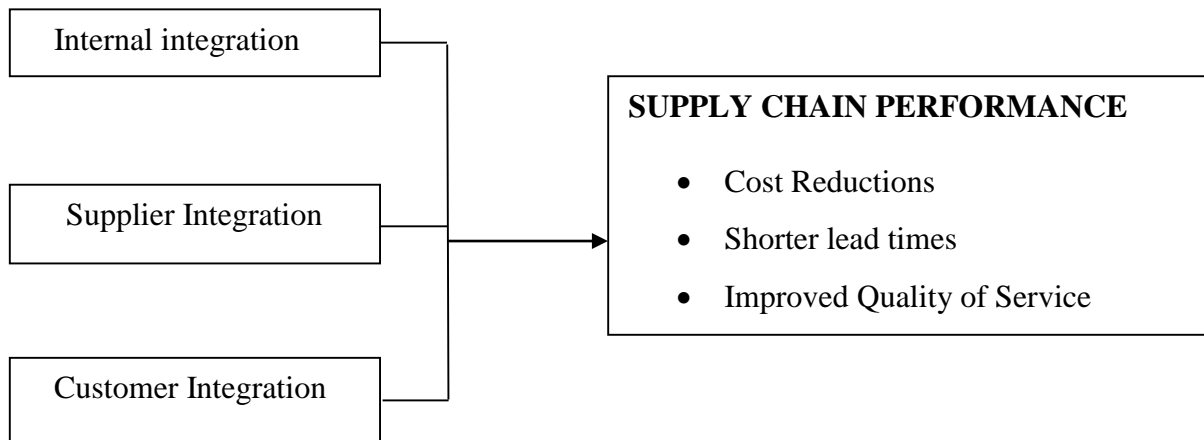 Internal integration
Supplier Integration
Customer Integration
SUPPLY CHAIN PERFORMANCE
• Cost Reductions
• Shorter lead times
• Improved Quality of Service